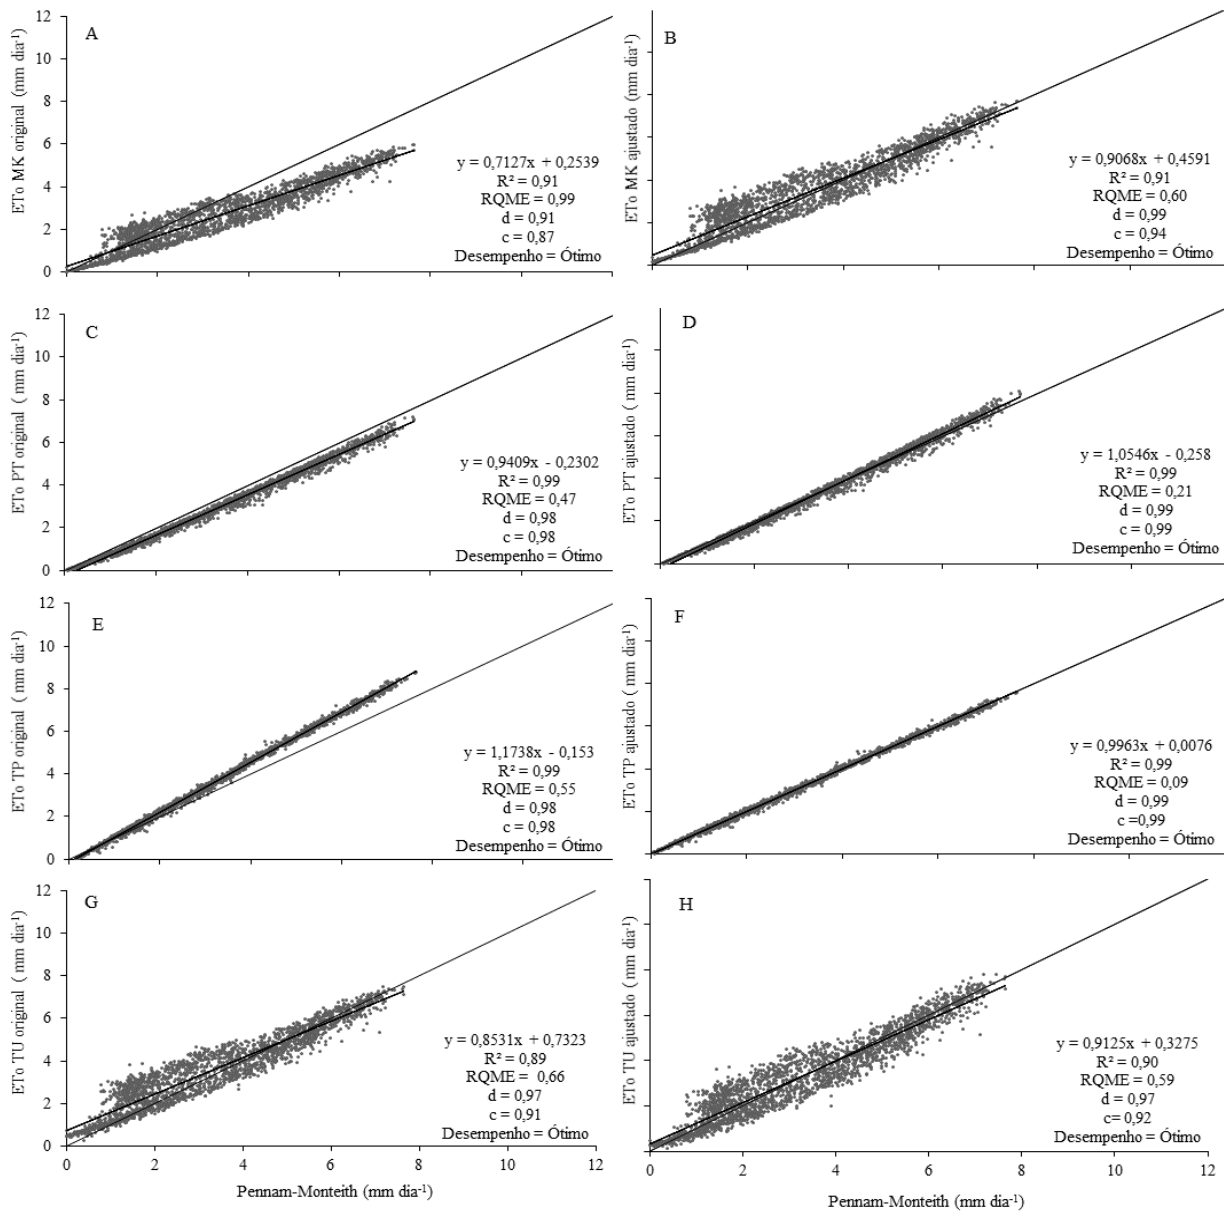 A
12
10
8
6
4
2
0
ETo MK original (mm dia⁻¹)
y = 0,7127x + 0,2539
R² = 0,91
RQME = 0,99
d = 0,91
c = 0,87
Desempenho = Ótimo
B
ETo MK ajustado (mm dia⁻¹)
y = 0,9068x + 0,4591
R² = 0,91
RQME = 0,60
d = 0,99
c = 0,94
Desempenho = Ótimo
C
12
10
8
6
4
2
0
ETo PT original ( mm dia⁻¹)
y = 0,9409x - 0,2302
R² = 0,99
RQME = 0,47
d = 0,98
c = 0,98
Desempenho = Ótimo
D
ETo PT ajustado ( mm dia⁻¹)
y = 1,0546x - 0,258
R² = 0,99
RQME = 0,21
d = 0,99
c = 0,99
Desempenho = Ótimo
E
12
10
8
6
4
2
0
ETo TP original ( mm dia⁻¹)
y = 1,1738x - 0,153
R² = 0,99
RQME = 0,55
d = 0,98
c = 0,98
Desempenho = Ótimo
F
ETo TP ajustado ( mm dia⁻¹)
y = 0,9963x + 0,0076
R² = 0,99
RQME = 0,09
d = 0,99
c =0,99
Desempenho = Ótimo
G
12
10
8
6
4
2
0
ETo TU original ( mm dia⁻¹)
y = 0,8531x + 0,7323
R² = 0,89
RQME = 0,66
d = 0,97
c = 0,91
Desempenho = Ótimo
0 2 4 6 8 10 12
Pennam-Monteith (mm dia⁻¹)
H
ETo TU ajustado ( mm dia⁻¹)
y = 0,9125x + 0,3275
R² = 0,90
RQME = 0,59
d = 0,97
c= 0,92
Desempenho = Ótimo
0 2 4 6 8 10 12
Pennam-Monteith (mm dia⁻¹)